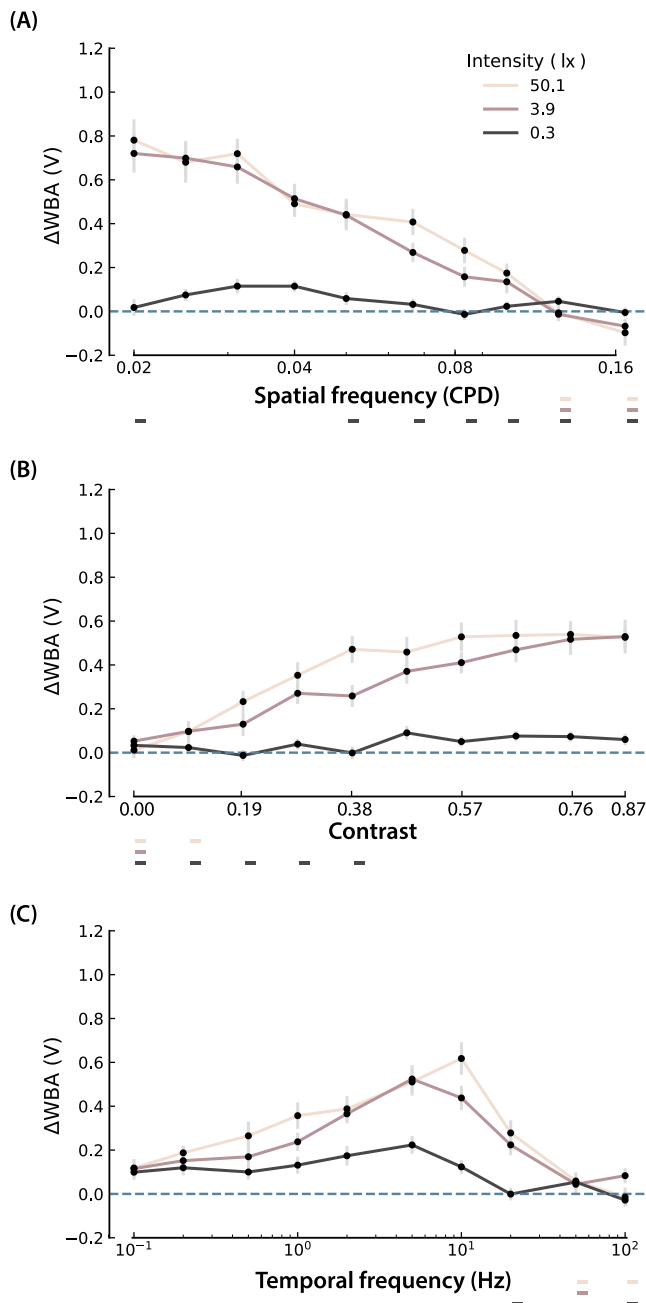 (A)
1.2
1.0
0.8
0.6
0.4
0.2
0.0
−0.2
ΔWBA (V)
Intensity ( lx )
50.1
3.9
0.3
0.02 0.04 0.08 0.16
Spatial frequency (CPD)
(B)
1.2
1.0
0.8
0.6
0.4
0.2
0.0
−0.2
ΔWBA (V)
0.00 0.19 0.38 0.57 0.76 0.87
Contrast
(C)
1.2
1.0
0.8
0.6
0.4
0.2
0.0
−0.2
ΔWBA (V)
10⁻¹ 10⁰ 10¹ 10²
Temporal frequency (Hz)